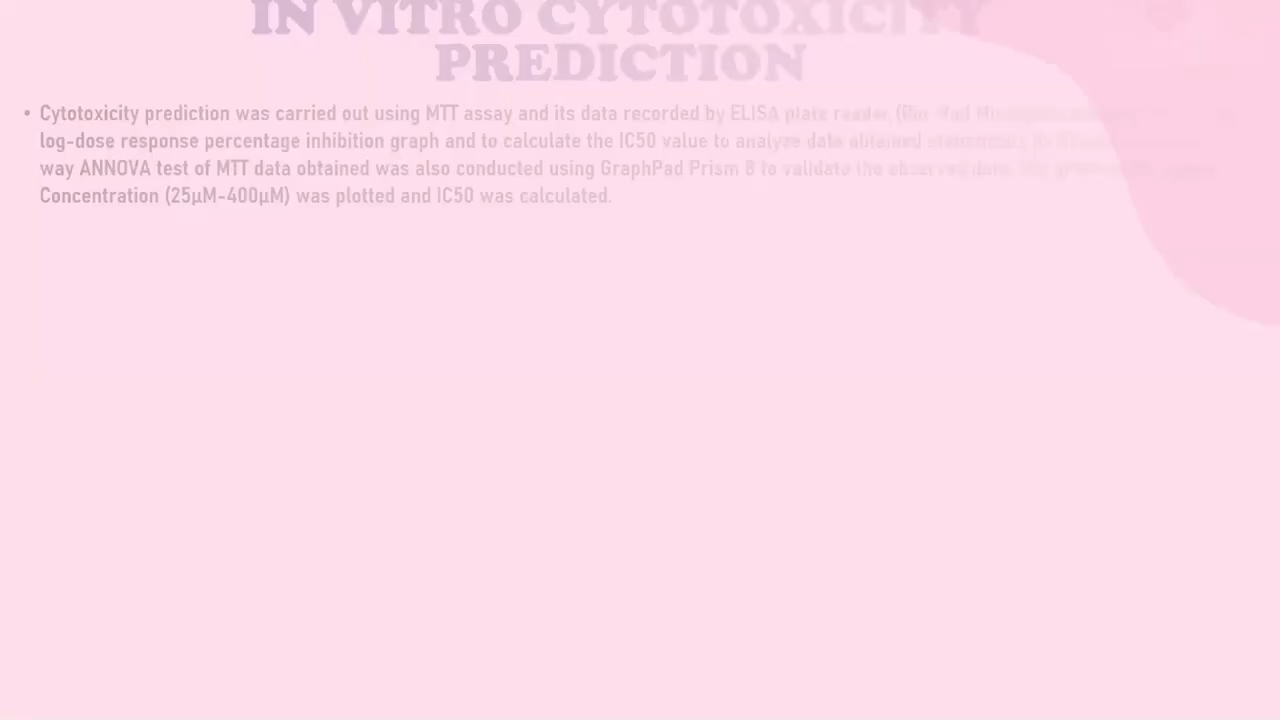 IN VITRO CYTOTOXICITY
PREDICTION
• Cytotoxicity prediction was carried out using MTT assay and its data recorded by ELISA plate reader
log-dose response percentage inhibition graph and to calculate the IC50 value to analyze data obtained
way ANNOVA test of MTT data obtained was also conducted using GraphPad Prism 8 to validate the observed data.
Concentration (25µM-400µM) was plotted and IC50 was calculated.